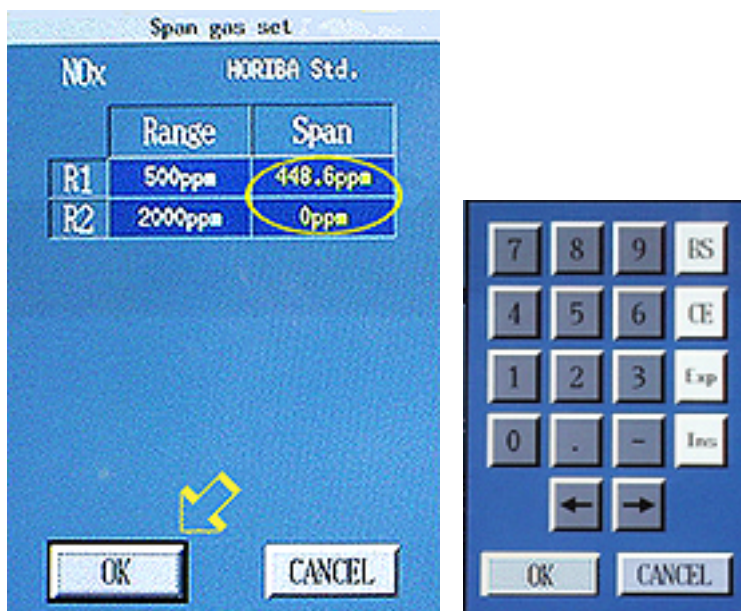 Span gas set
NOx HORIBA Std.
Range Span
R1 500ppm 448.6ppm
R2 2000ppm 0ppm
OK CANCEL
7 8 9 BS
4 5 6 CE
1 2 3 Exp
0 . - Ins
← →
OK CANCEL